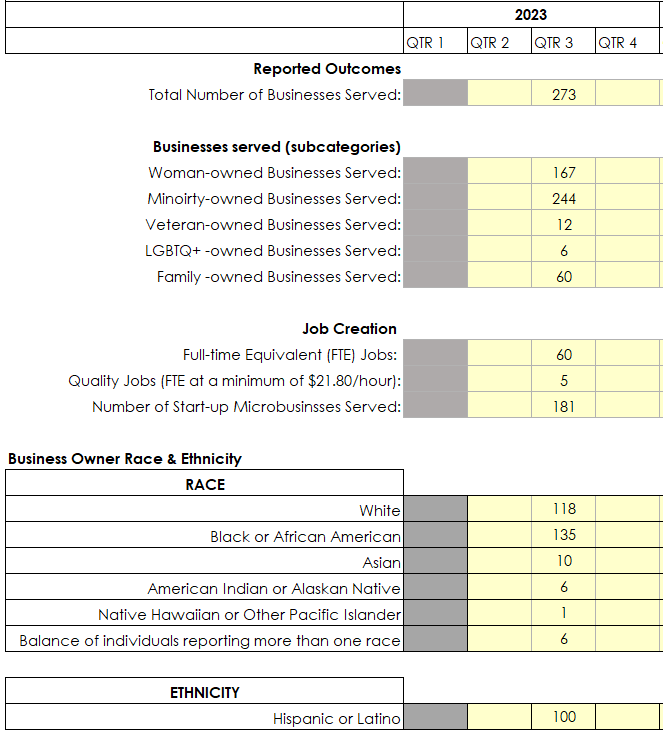 2023
QTR 1 QTR 2 QTR 3 QTR 4
Reported Outcomes
Total Number of Businesses Served: 273
Businesses served (subcategories)
Woman-owned Businesses Served: 167
Minoirty-owned Businesses Served: 244
Veteran-owned Businesses Served: 12
LGBTQ+ -owned Businesses Served: 6
Family -owned Businesses Served: 60
Job Creation
Full-time Equivalent (FTE) Jobs: 60
Quality Jobs (FTE at a minimum of $21.80/hour): 5
Number of Start-up Microbusinsses Served: 181
Business Owner Race & Ethnicity
RACE
White 118
Black or African American 135
Asian 10
American Indian or Alaskan Native 6
Native Hawaiian or Other Pacific Islander 1
Balance of individuals reporting more than one race 6
ETHNICITY
Hispanic or Latino 100